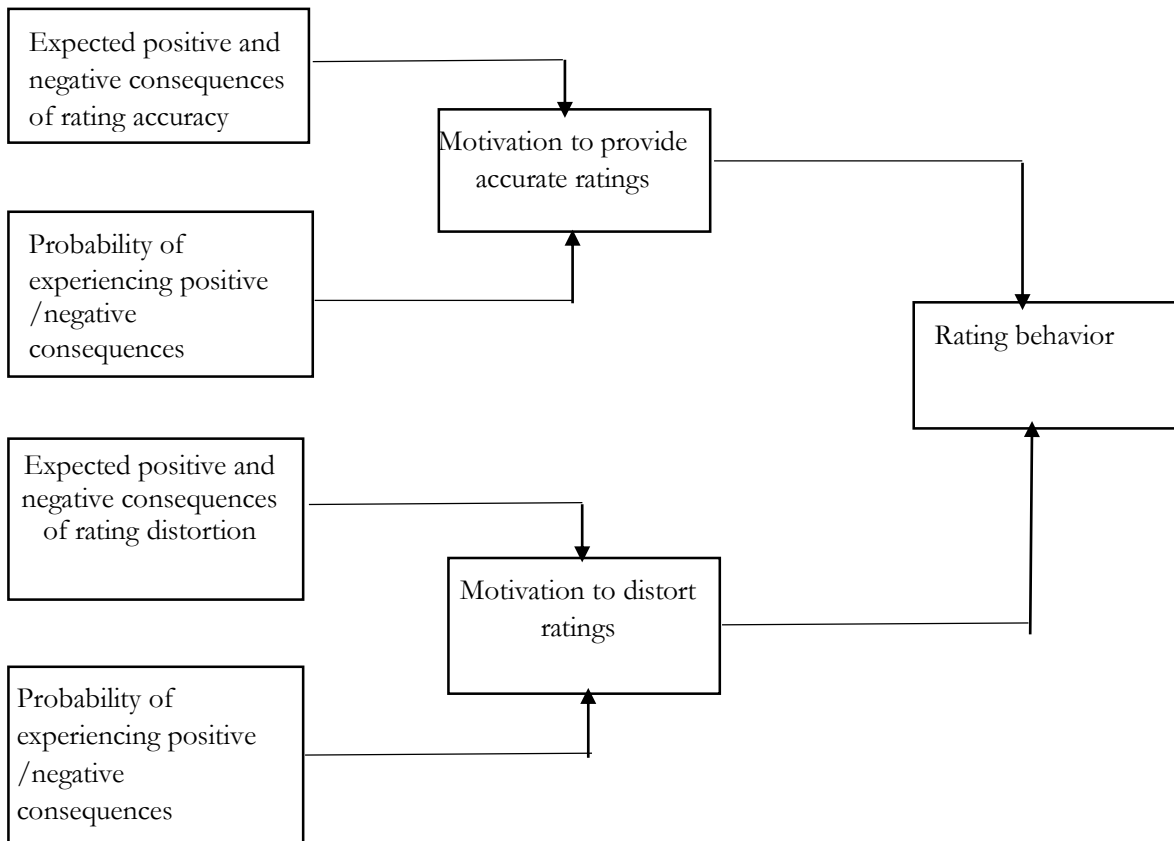 Expected positive and
negative consequences
of rating accuracy
Motivation to provide
accurate ratings
Probability of
experiencing positive
/negative
consequences
Rating behavior
Expected positive and
negative consequences
of rating distortion
Motivation to distort
ratings
Probability of
experiencing positive
/negative
consequences